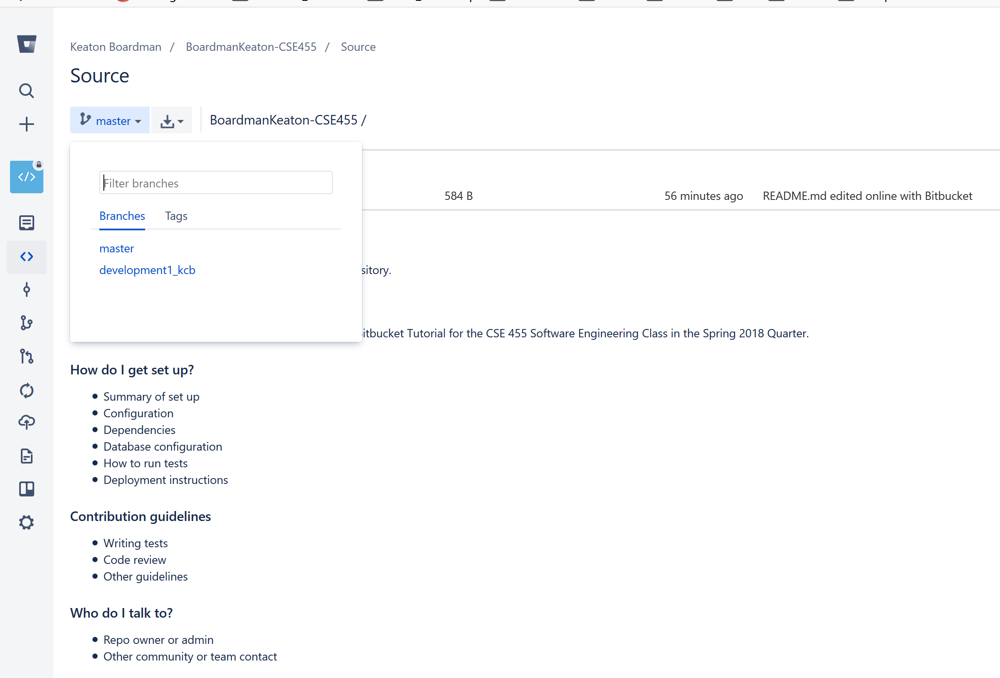 Keaton Boardman / BoardmanKeaton-CSE455 / Source
Source
master
BoardmanKeaton-CSE455 /
Filter branches
584 B 56 minutes ago README.md edited online with Bitbucket
Branches Tags
master
development1_kcb
sitory.
itbucket Tutorial for the CSE 455 Software Engineering Class in the Spring 2018 Quarter.
How do I get set up?
• Summary of set up
• Configuration
• Dependencies
• Database configuration
• How to run tests
• Deployment instructions
Contribution guidelines
• Writing tests
• Code review
• Other guidelines
Who do I talk to?
• Repo owner or admin
• Other community or team contact